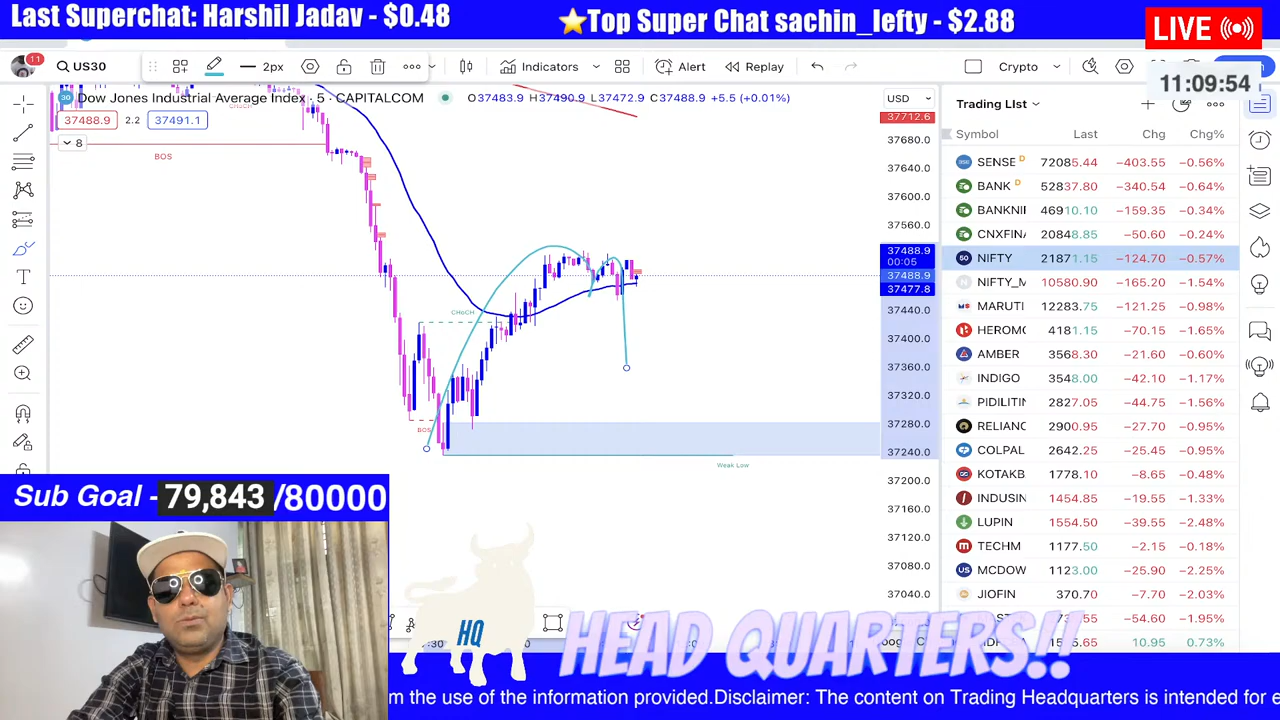 Last Superchat: Harshil Jadav - $0.48
⭐Top Super Chat sachin_lefty - $2.88
LIVE
11
US30
2px
Indicators
Alert
Replay
Crypto
11:09:54
Dow Jones Industrial Average Index · 5 · CAPITALCOM
O37483.9 H37490.9 L37472.9 C37488.9 +5.5 (+0.01%)
USD
37488.9 2.2 37491.1
8
BOS
CHoCH
BOS
Weak Low
37712.6
37680.0
37640.0
37600.0
37560.0
37488.9
00:05
37488.9
37477.8
37440.0
37400.0
37360.0
37320.0
37280.0
37240.0
37200.0
37160.0
37120.0
37080.0
37040.0
Trading LIst
Symbol Last Chg Chg%
SENSE D 72085.44 −403.55 −0.56%
BANK D 52837.80 −340.54 −0.64%
BANKNI 46910.10 −159.35 −0.34%
CNXFIN 20848.85 −50.60 −0.24%
NIFTY 21871.15 −124.70 −0.57%
NIFTY_M 10580.90 −165.20 −1.54%
MARUTI 12283.75 −121.25 −0.98%
HEROM 4181.15 −70.15 −1.65%
AMBER 3568.30 −21.60 −0.60%
INDIGO 3548.00 −42.10 −1.17%
PIDILITI 2827.05 −44.75 −1.56%
RELIANC 2900.95 −27.70 −0.95%
COLPAL 2642.25 −25.45 −0.95%
KOTAKB 1778.10 −8.65 −0.48%
INDUSIN 1454.85 −19.55 −1.33%
LUPIN 1554.50 −39.55 −2.48%
TECHM 1177.50 −2.15 −0.18%
MCDOW 1123.00 −25.90 −2.25%
JIOFIN 370.70 −7.70 −2.03%
−54.60 −1.95%
10.95 0.73%
Sub Goal - 79,843 /80000
HQ
HEAD QUARTERS!!
m the use of the information provided.Disclaimer: The content on Trading Headquarters is intended for e